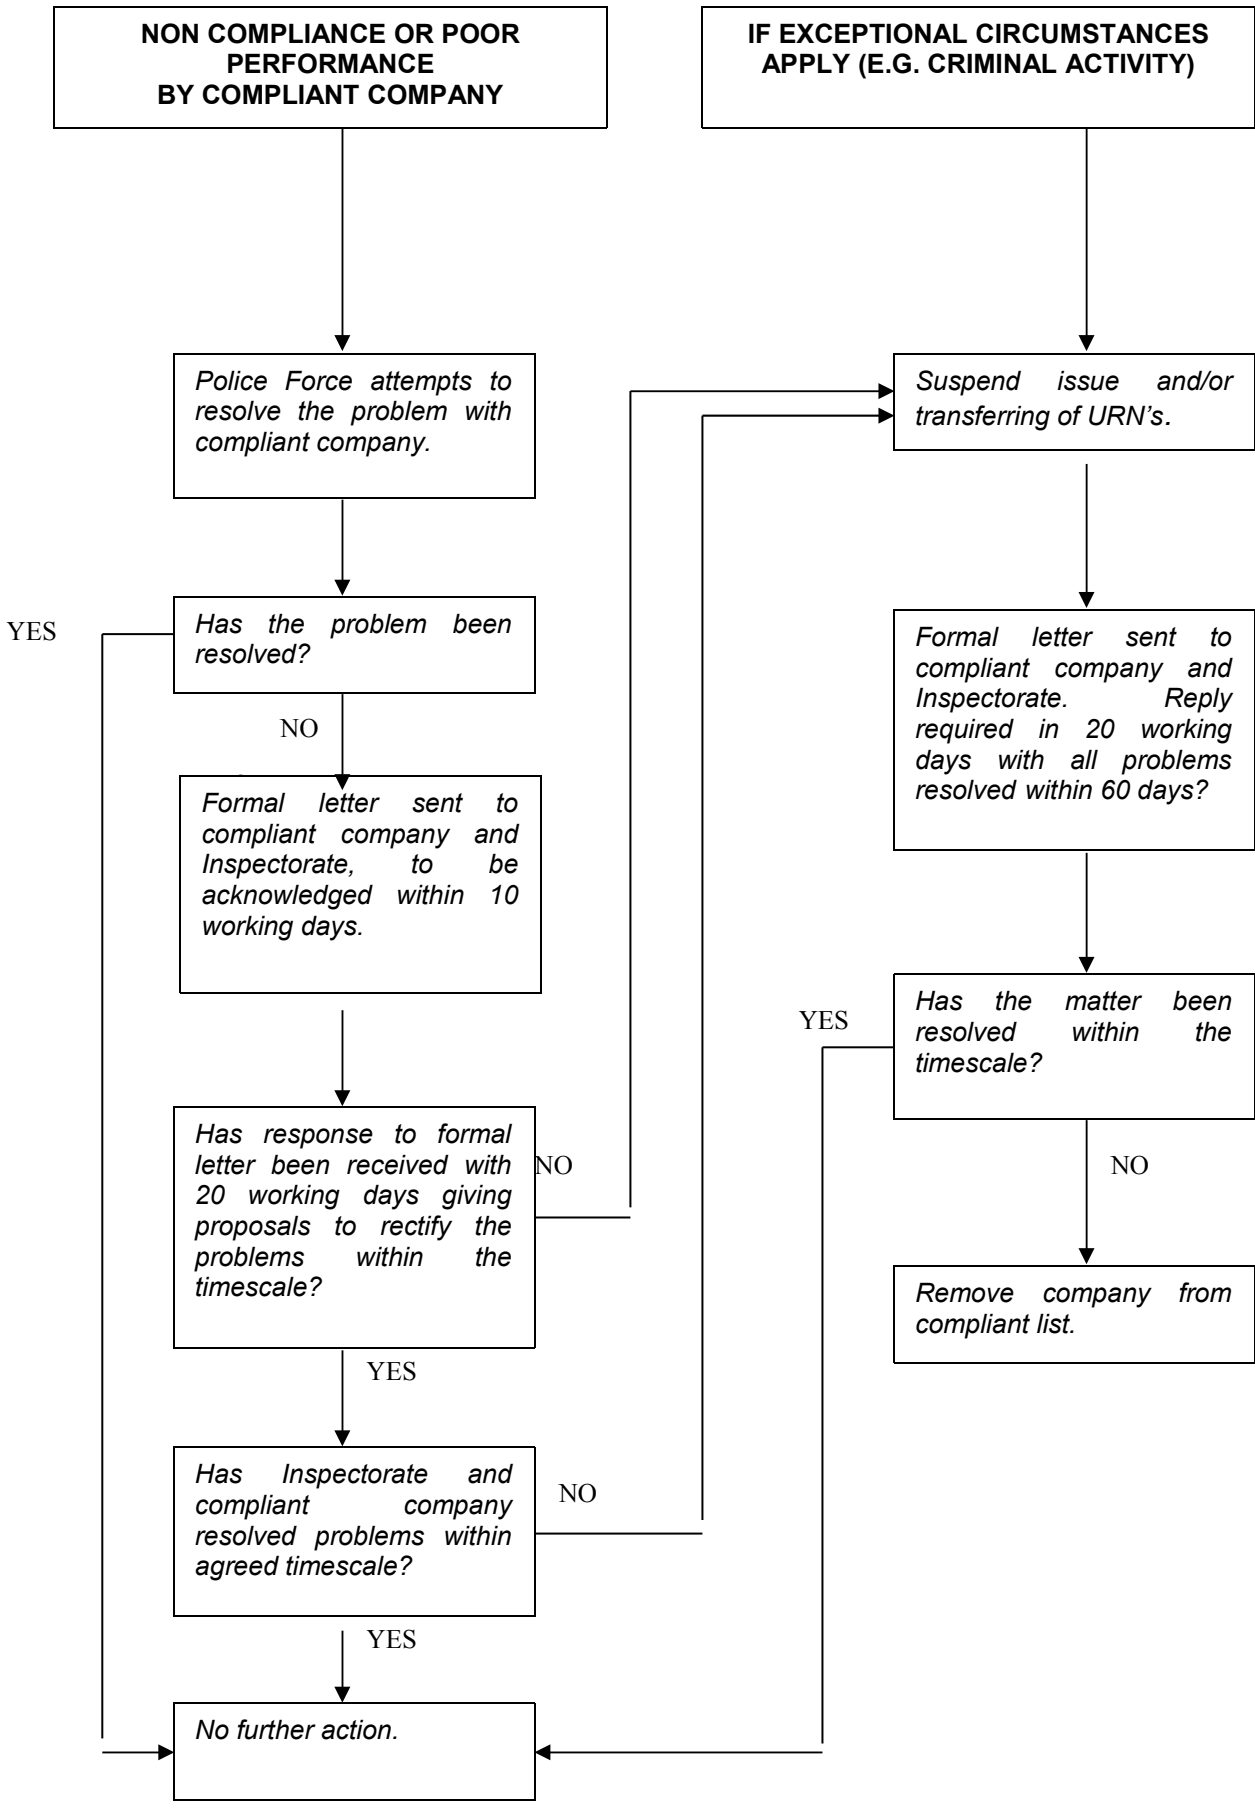 NON COMPLIANCE OR POOR
PERFORMANCE
BY COMPLIANT COMPANY
IF EXCEPTIONAL CIRCUMSTANCES
APPLY (E.G. CRIMINAL ACTIVITY)
Police Force attempts to
resolve the problem with
compliant company.
Suspend issue and/or
transferring of URN's.
YES
Has the problem been
resolved?
NO
Formal letter sent to
compliant company and
Inspectorate. Reply
required in 20 working
days with all problems
resolved within 60 days?
Formal letter sent to
compliant company and
Inspectorate, to be
acknowledged within 10
working days.
YES
Has the matter been
resolved within the
timescale?
NO
Has response to formal
letter been received with
20 working days giving
proposals to rectify the
problems within the
timescale?
NO
YES
Remove company from
compliant list.
Has Inspectorate and
compliant company
resolved problems within
agreed timescale?
NO
YES
No further action.